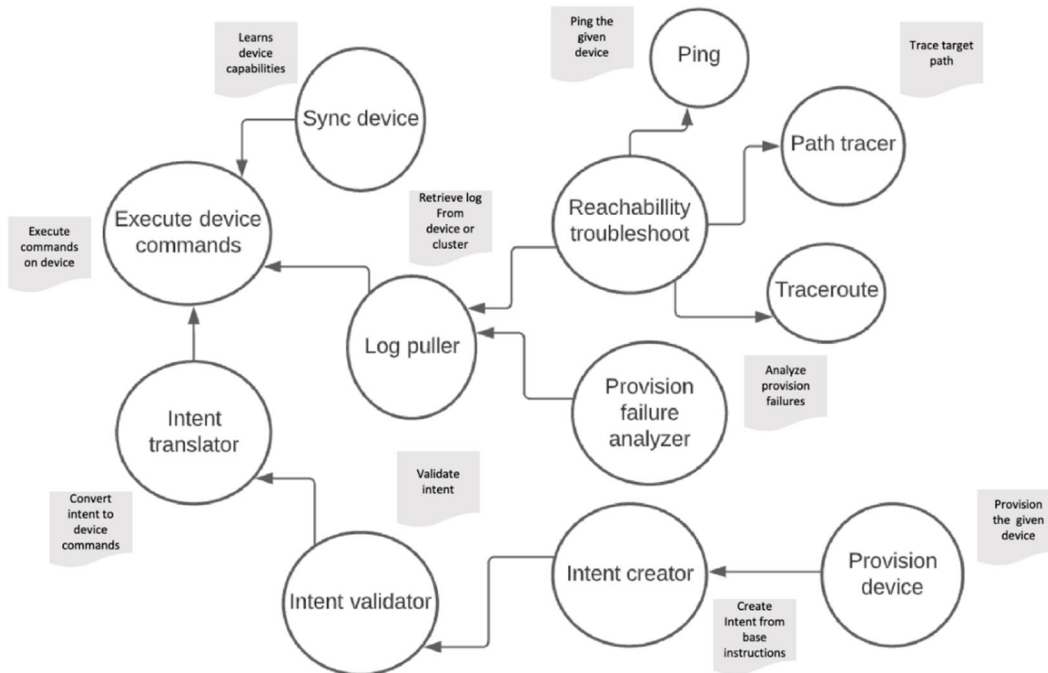 Learns
device
capabilities
Sync device
Ping the
given
device
Ping
Trace target
path
Path tracer
Execute device
commands
Execute
commands
on device
Retrieve log
From
device or
cluster
Reachabillity
troubleshoot
Traceroute
Log puller
Analyze
provision
failures
Provision
failure
analyzer
Intent
translator
Convert
intent to
device
commands
Validate
intent
Intent validator
Intent creator
Create
Intent from
base
instructions
Provision
device
Provision
the given
device